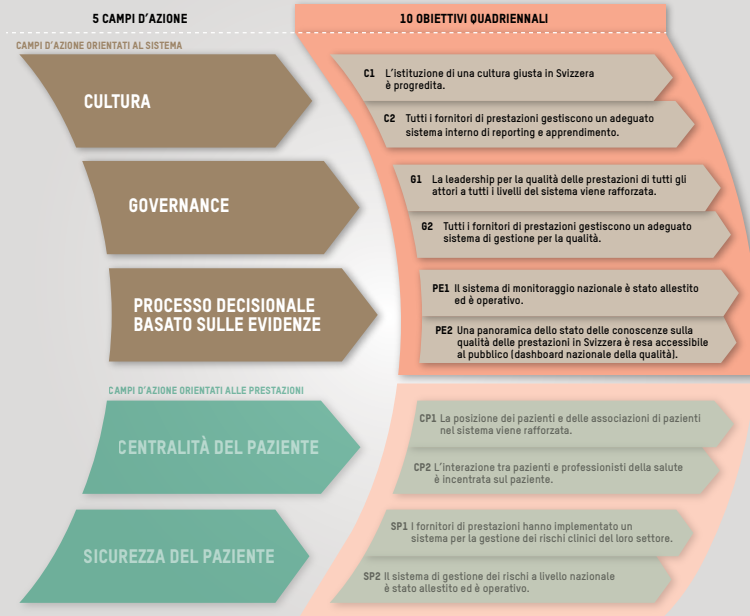 5 CAMPI D'AZIONE
10 OBIETTIVI QUADRIENNALI
CAMPI D'AZIONE ORIENTATI AL SISTEMA
CULTURA
C1 L'istituzione di una cultura giusta in Svizzera
è progredita.
C2 Tutti i fornitori di prestazioni gestiscono un adeguato
sistema interno di reporting e apprendimento.
GOVERNANCE
G1 La leadership per la qualità delle prestazioni di tutti gli
attori a tutti i livelli del sistema viene rafforzata.
G2 Tutti i fornitori di prestazioni gestiscono un adeguato
sistema di gestione per la qualità.
PROCESSO DECISIONALE
BASATO SULLE EVIDENZE
PE1 Il sistema di monitoraggio nazionale è stato allestito
ed è operativo.
PE2 Una panoramica dello stato delle conoscenze sulla
qualità delle prestazioni in Svizzera è resa accessibile
al pubblico (dashboard nazionale della qualità).
CAMPI D'AZIONE ORIENTATI ALLE PRESTAZIONI
CENTRALITÀ DEL PAZIENTE
CP1 La posizione dei pazienti e delle associazioni di pazienti
nel sistema viene rafforzata.
CP2 L'interazione tra pazienti e professionisti della salute
è incentrata sul paziente.
SICUREZZA DEL PAZIENTE
SP1 I fornitori di prestazioni hanno implementato un
sistema per la gestione dei rischi clinici del loro settore.
SP2 Il sistema di gestione dei rischi a livello nazionale
è stato allestito ed è operativo.